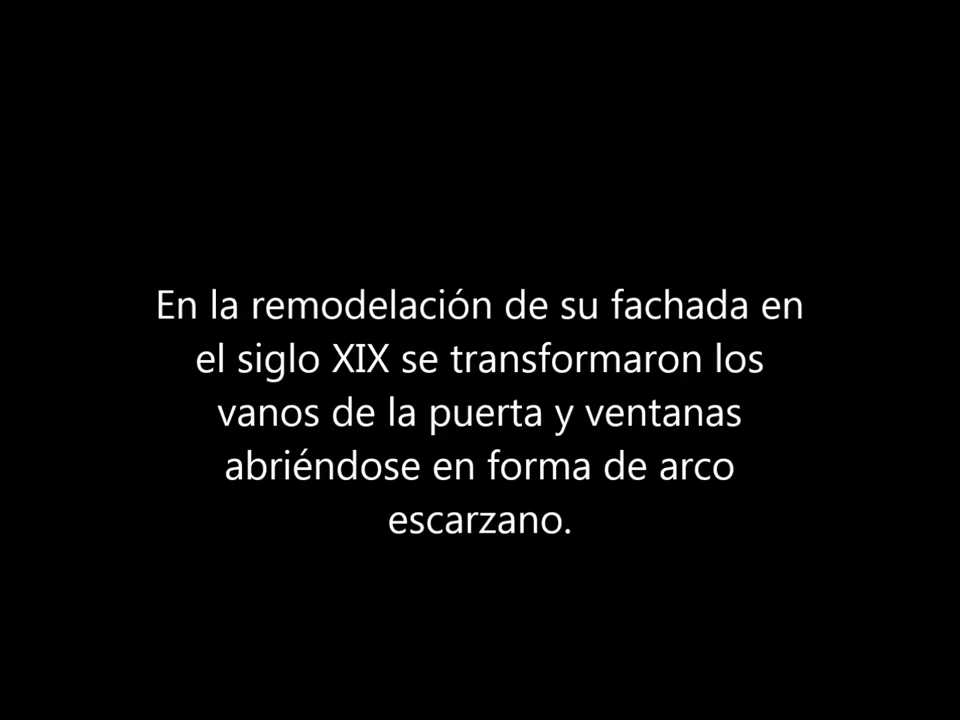 En la remodelación de su fachada en
el siglo XIX se transformaron los
vanos de la puerta y ventanas
abriéndose en forma de arco
escarzano.